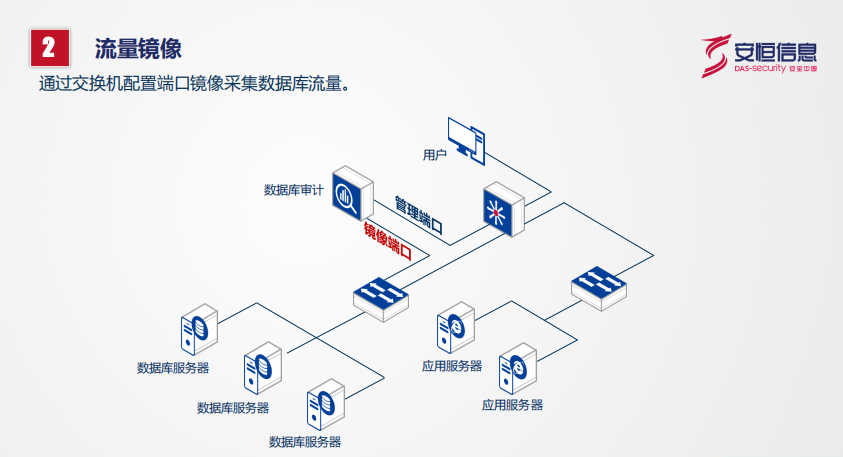 2 流量镜像
安恒信息
DAS-security 安全中国
通过交换机配置端口镜像采集数据库流量。
用户
数据库审计
管理端口
镜像端口
数据库服务器
应用服务器
数据库服务器
应用服务器
数据库服务器